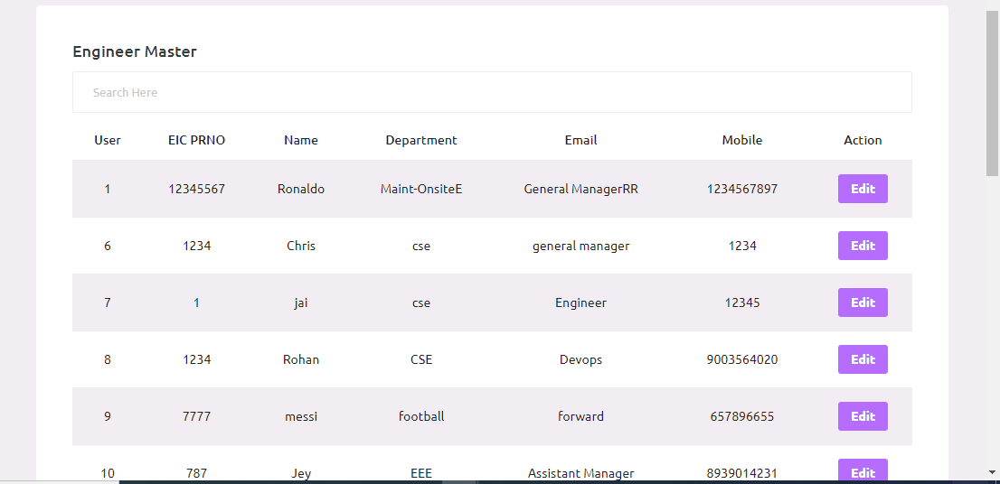 Engineer Master
Search Here
User EIC PRNO Name Department Email Mobile Action
1 12345567 Ronaldo Maint-OnsiteE General ManagerRR 1234567897 Edit
6 1234 Chris cse general manager 1234 Edit
7 1 jai cse Engineer 12345 Edit
8 1234 Rohan CSE Devops 9003564020 Edit
9 7777 messi football forward 657896655 Edit
10 787 Jey EEE Assistant Manager 8939014231 Edit